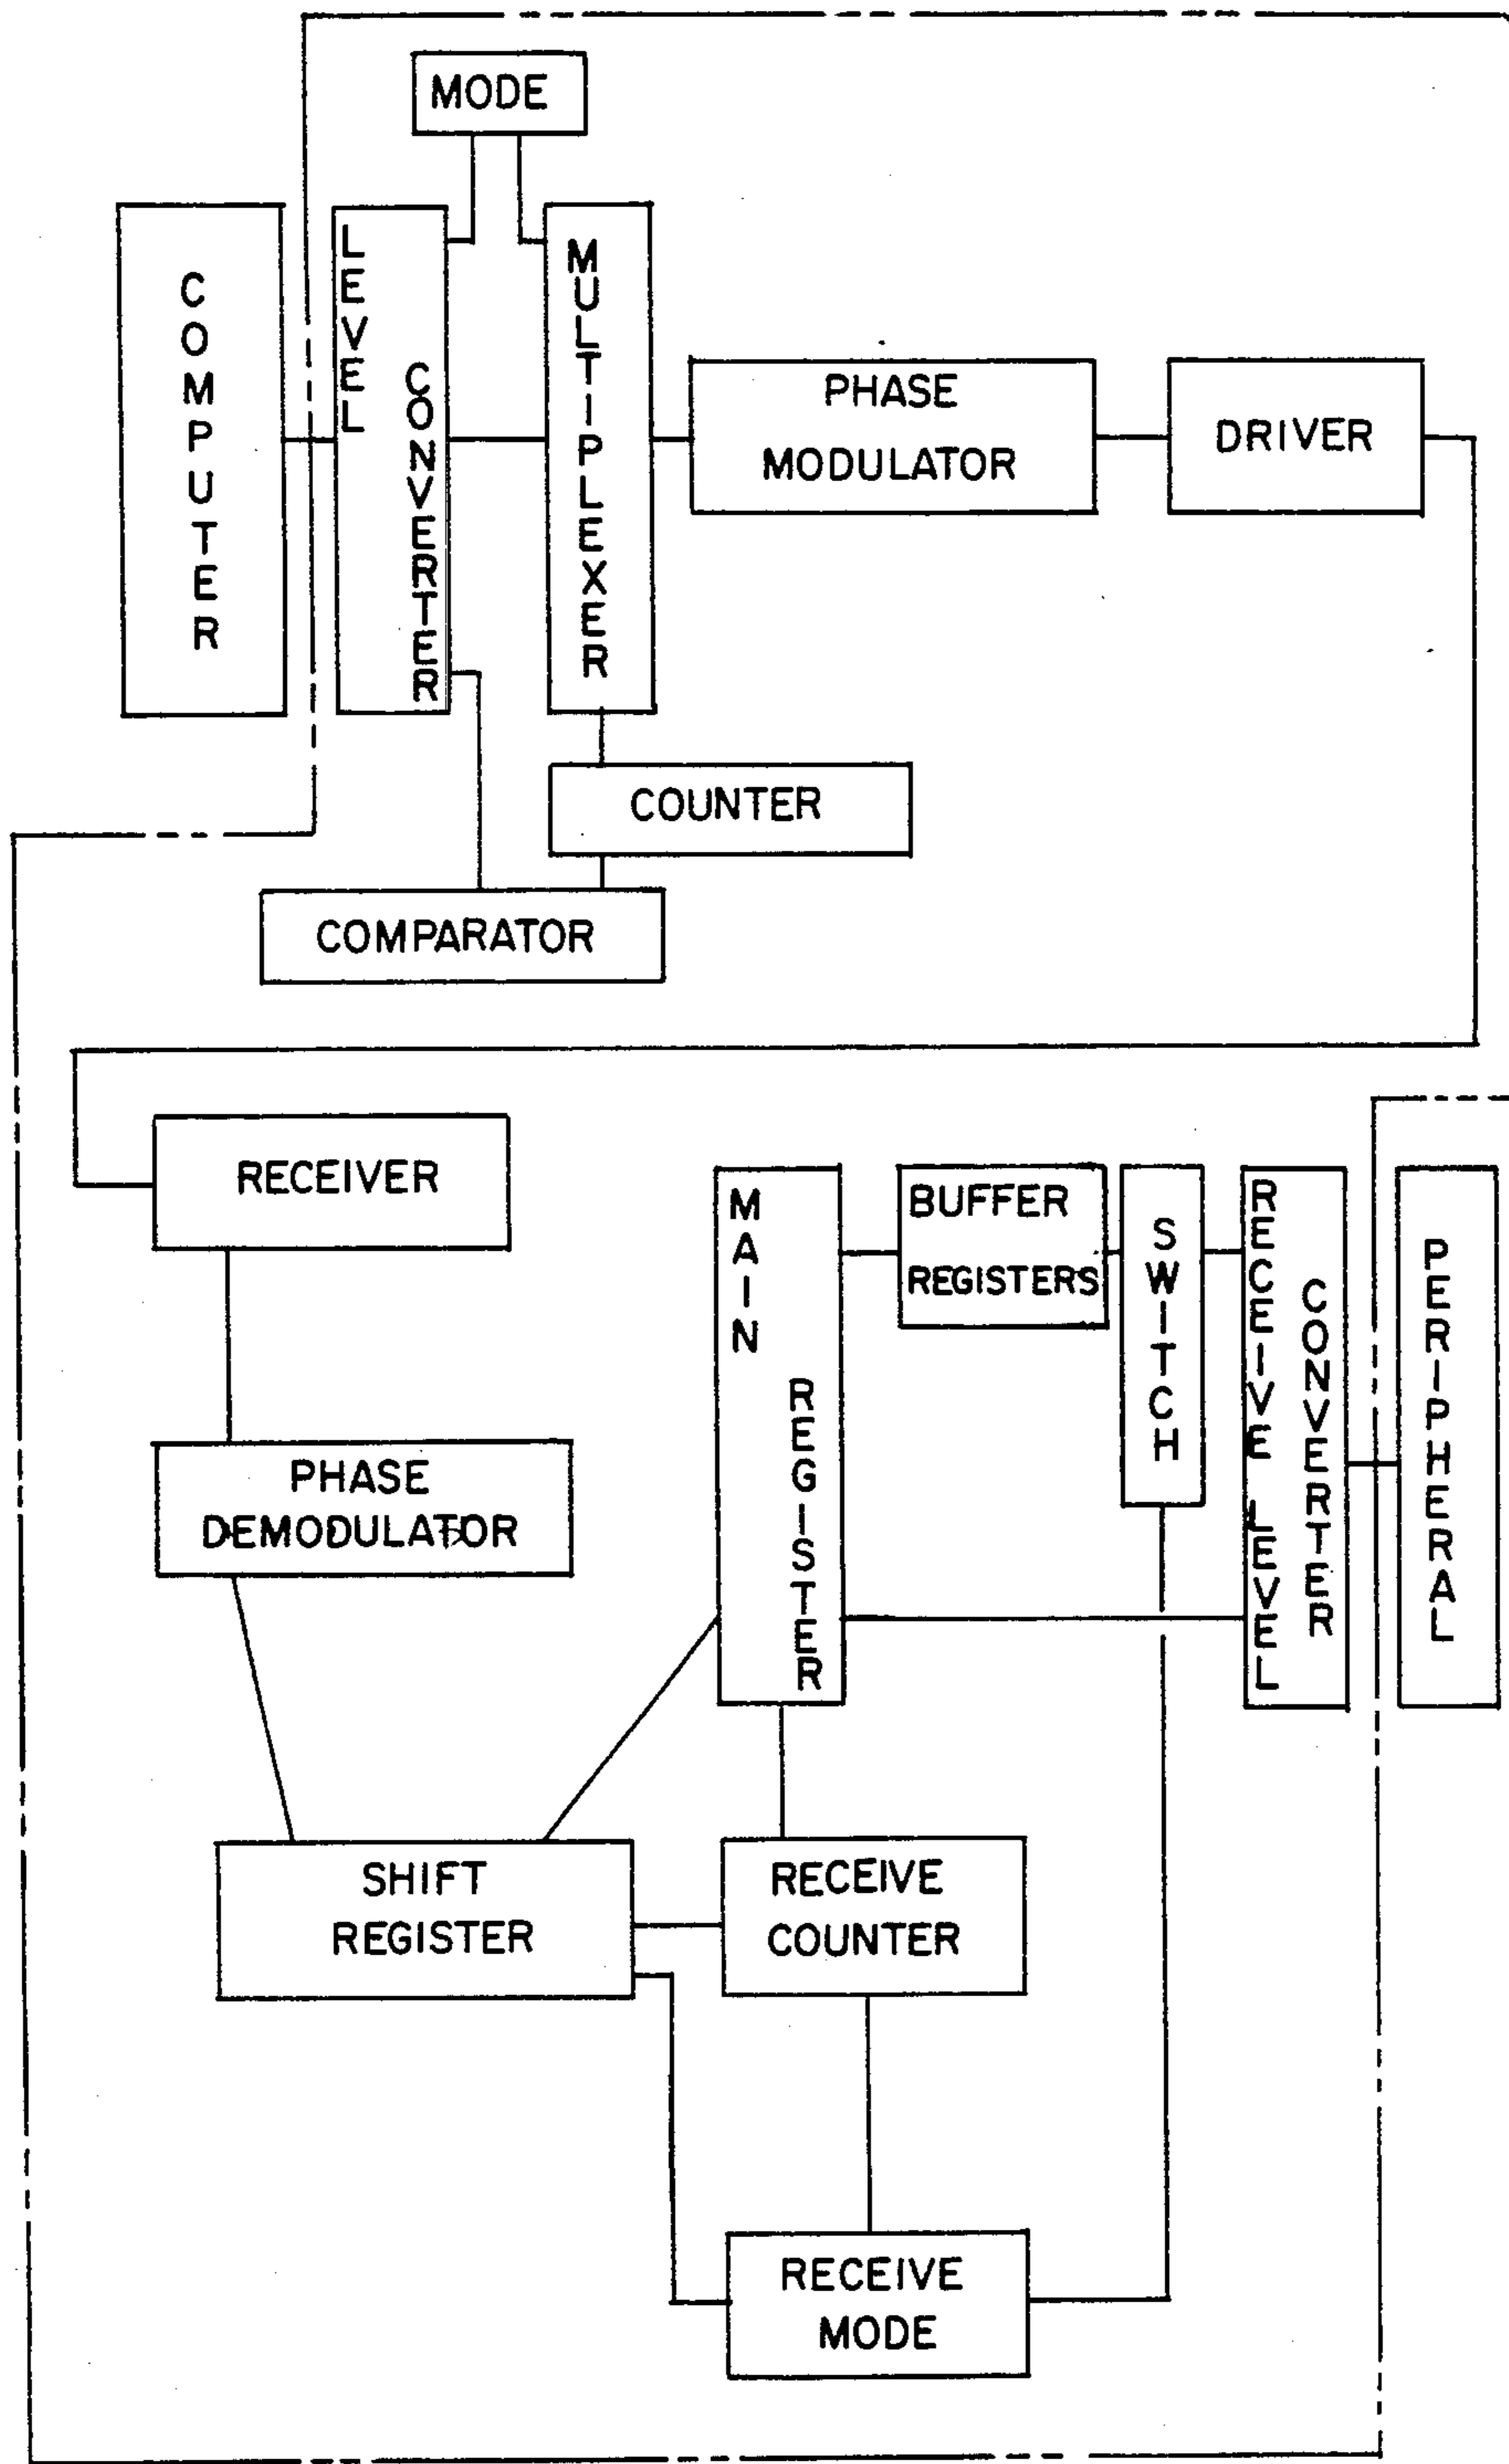 MODE
COMPUTER
LEVEL
CONVERTER
MULTIPLEXER
PHASE
MODULATOR
DRIVER
COUNTER
COMPARATOR
RECEIVER
MAIN
REGISTER
BUFFER
REGISTERS
SWITCH
RECEIVE LEVEL
CONVERTER
PERIPHERAL
PHASE
DEMODULATOR
SHIFT
REGISTER
RECEIVE
COUNTER
RECEIVE
MODE